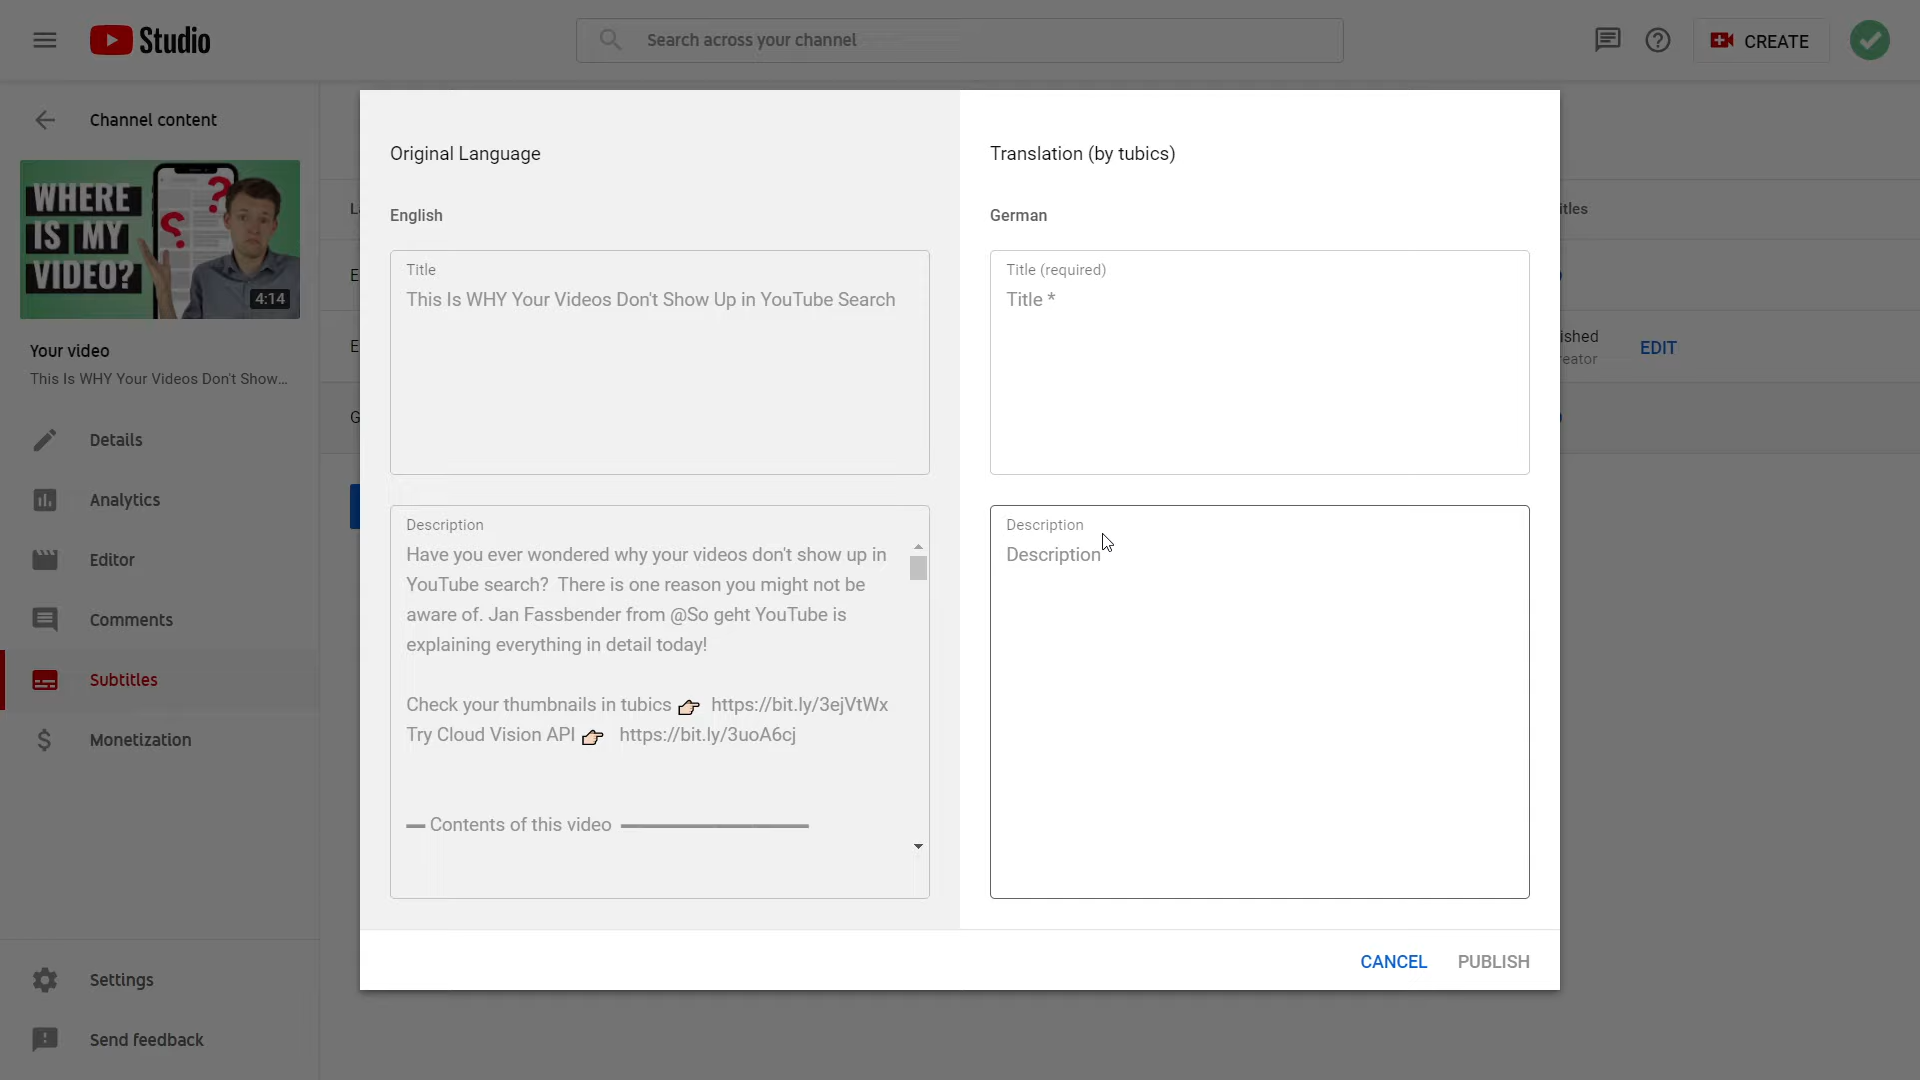 Studio
Search across your channel
CREATE
Channel content
WHERE
IS MY
VIDEO?
4:14
Your video
This Is WHY Your Videos Don't Show...
Details
Analytics
Editor
Comments
Subtitles
Monetization
Settings
Send feedback
Original Language
English
Title
This Is WHY Your Videos Don't Show Up in YouTube Search
Description
Have you ever wondered why your videos don't show up in
YouTube search?  There is one reason you might not be
aware of. Jan Fassbender from @So geht YouTube is
explaining everything in detail today!
Check your thumbnails in tubics 👉 https://bit.ly/3ejVtWx
Try Cloud Vision API 👉 https://bit.ly/3uoA6cj
▬ Contents of this video ▬▬▬▬▬▬▬▬▬▬
Translation (by tubics)
German
Title (required)
Title *
Description
Description
CANCEL
PUBLISH
EDIT